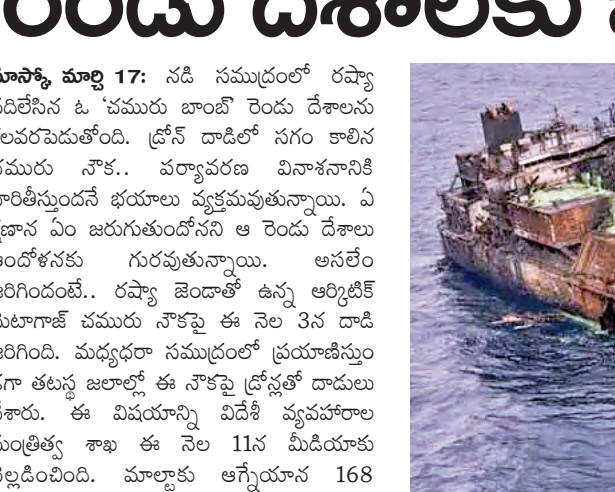 రెండు దేశాలకు
మాస్కో, మార్చి 17: నడి సముద్రంలో రష్యా
వదిలేసిన ఓ ‘చమురు బాంబ్’ రెండు దేశాలను
కలవరపెడుతోంది. డ్రోన్ దాడిలో సగం కాలిన
చమురు నౌక.. పర్యావరణ వినాశనానికి
దారితీస్తుందనే భయాలు వ్యక్తమవుతున్నాయి. ఏ
క్షణాన ఏం జరుగుతుందోనని ఆ రెండు దేశాలు
ఆందోళనకు గురవుతున్నాయి. అసలేం
జరిగిందంటే.. రష్యా జెండాతో ఉన్న ఆర్కిటిక్
మెటాగాజ్ చమురు నౌకపై ఈ నెల 3న దాడి
జరిగింది. మధ్యధరా సముద్రంలో ప్రయాణిస్తుం
డగా తటస్థ జలాల్లో ఈ నౌకపై డ్రోన్లతో దాడులు
చేశారు. ఈ విషయాన్ని విదేశీ వ్యవహారాల
మంత్రిత్వ శాఖ ఈ నెల 11న మీడియాకు
వెల్లడించింది. మాల్టాకు ఆగ్నేయాన 168